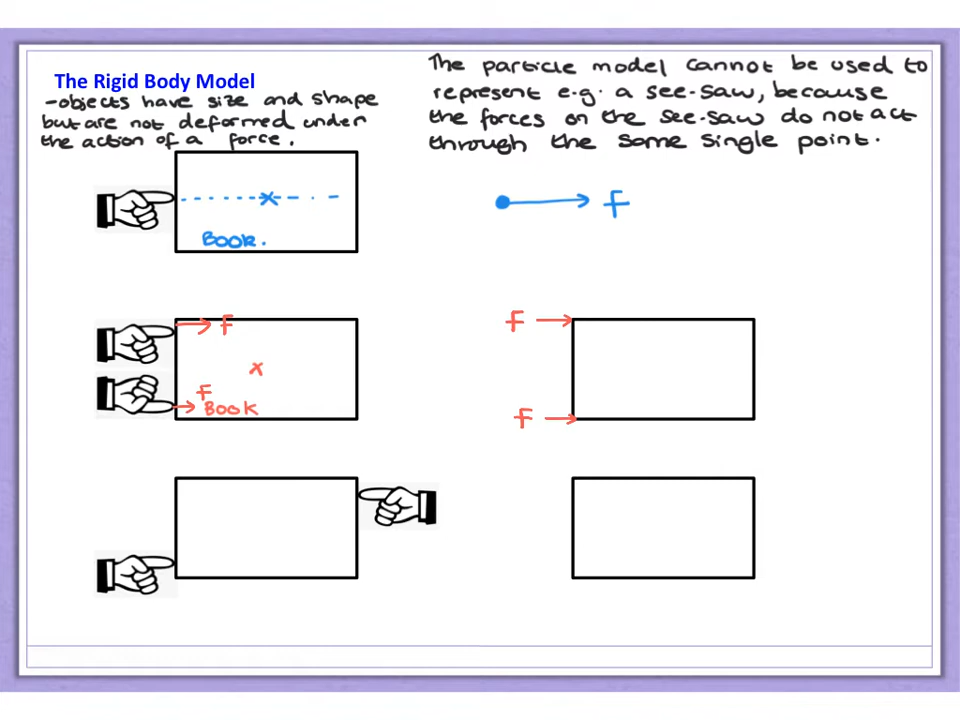 The Rigid Body Model
-objects have size and shape
but are not deformed under
the action of a force.
The particle model cannot be used to
represent e.g. a see-saw, because
the forces on the see-saw do not act
through the same single point.
Book.
F
F
F
Book
F
F